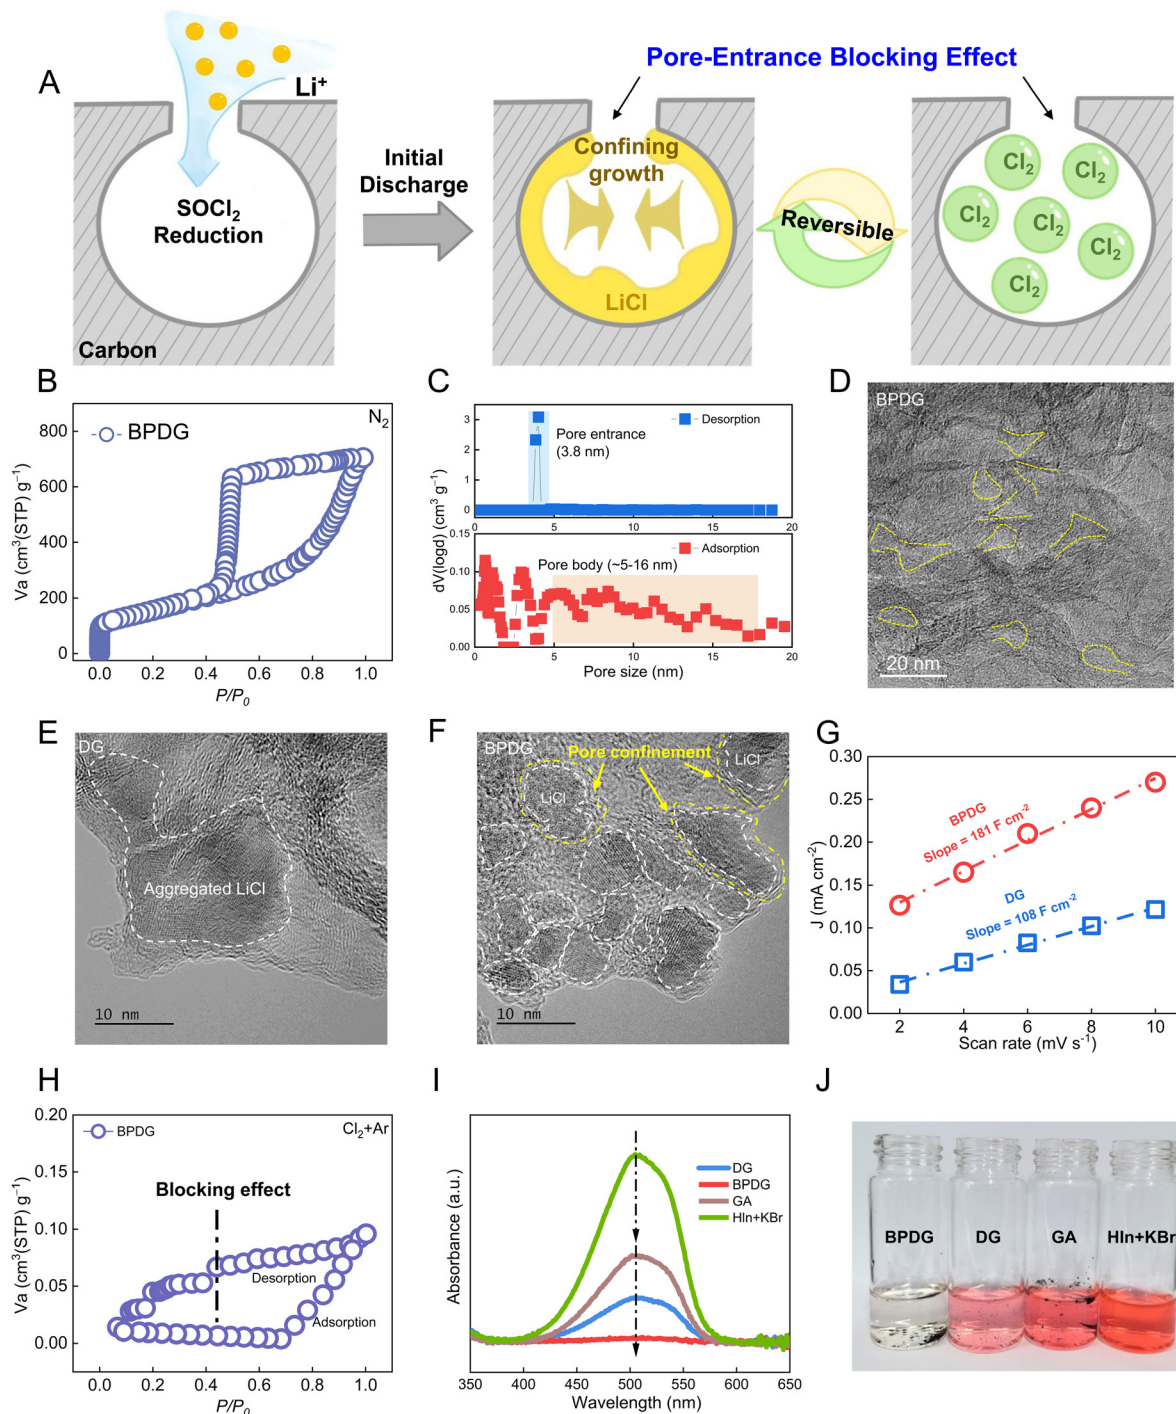 A
Li⁺
SOCl₂
Reduction
Carbon
Initial
Discharge
Pore-Entrance Blocking Effect
Confining
growth
LiCl
Reversible
Cl₂
Cl₂
Cl₂
Cl₂
Cl₂
Cl₂
B
N₂
BPDG
800
600
400
200
0
0.0 0.2 0.4 0.6 0.8 1.0
Va (cm³(STP) g⁻¹)
P/P₀
C
3
2
1
0
Desorption
Pore entrance
(3.8 nm)
0 5 10 15 20
dV(logd) (cm³ g⁻¹)
0.15
0.10
0.05
0.00
Adsorption
Pore body (~5-16 nm)
0 5 10 15 20
Pore size (nm)
D
BPDG
20 nm
E
DG
Aggregated LiCl
10 nm
F
BPDG
Pore confinement
LiCl
LiCl
10 nm
G
0.30
0.25
0.20
0.15
0.10
0.05
0.00
J (mA cm⁻²)
BPDG
Slope = 181 F cm⁻²
DG
Slope = 108 F cm⁻²
2 4 6 8 10
Scan rate (mV s⁻¹)
H
0.20
0.15
0.10
0.05
0.00
Va (cm³(STP) g⁻¹)
BPDG
Cl₂+Ar
Blocking effect
Desorption
Adsorption
0.0 0.2 0.4 0.6 0.8 1.0
P/P₀
I
Absorbance (a.u.)
DG
BPDG
GA
HIn+KBr
350 400 450 500 550 600 650
Wavelength (nm)
J
BPDG DG GA HIn+KBr